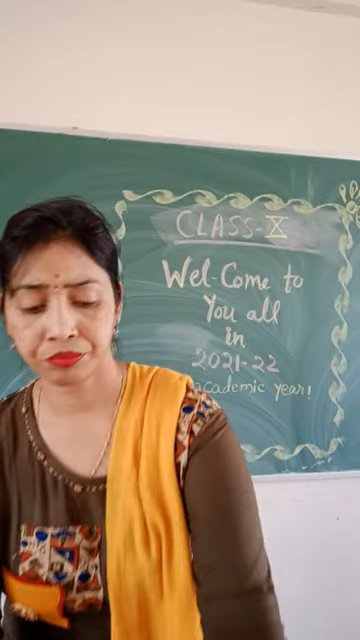 CLASS-X
Wel-Come to
You all
in
2021-22
academic year!